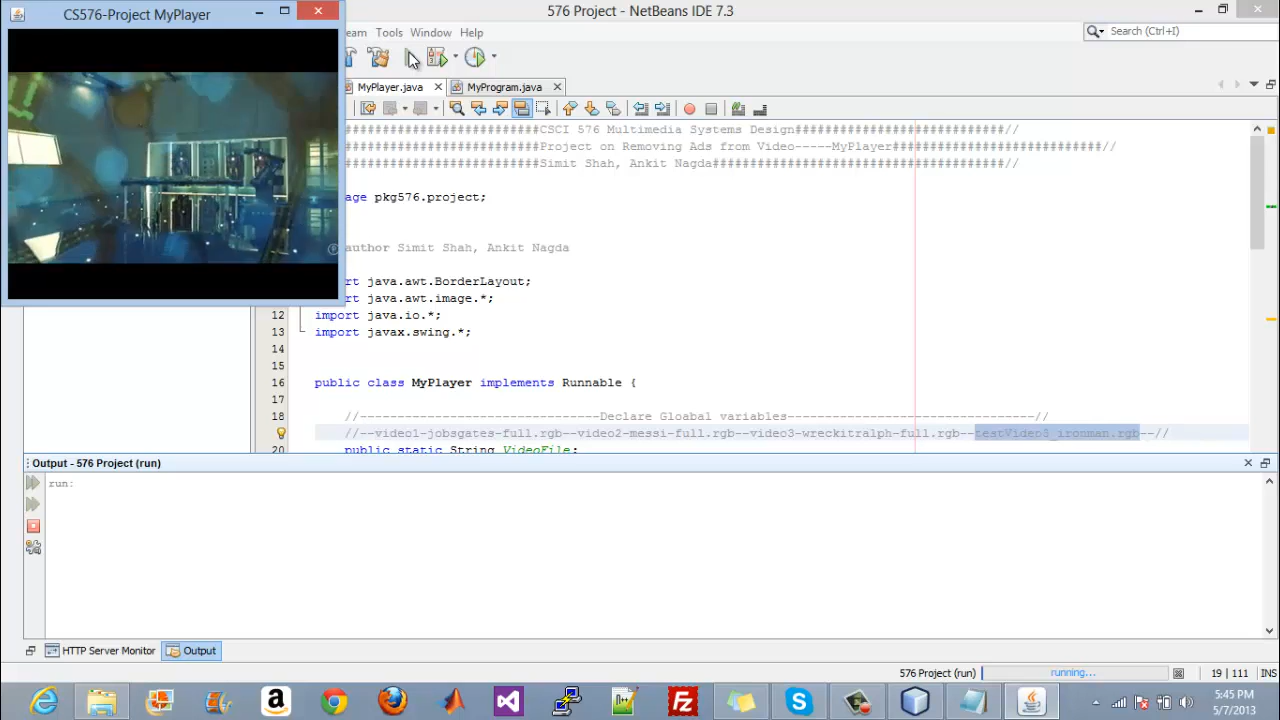 CS576-Project MyPlayer
576 Project - NetBeans IDE 7.3
eam Tools Window Help
Search (Ctrl+I)
MyPlayer.java
MyProgram.java
##########################CSCI 576 Multimedia Systems Design############################//
##########################Project on Removing Ads from Video-----MyPlayer############################//
##########################Simit Shah, Ankit Nagda#######################################//
age pkg576.project;
author Simit Shah, Ankit Nagda
rt java.awt.BorderLayout;
rt java.awt.image.*;
12 import java.io.*;
13 import javax.swing.*;
14
15
16 public class MyPlayer implements Runnable {
17
18 //--------------------------------Declare Gloabal variables---------------------------------//
//--video1-jobsgates-full.rgb--video2-messi-full.rgb--video3-wreckitralph-full.rgb--testVideo5_ironman.rgb--//
20 public static String VideoFile;
Output - 576 Project (run)
run:
HTTP Server Monitor
Output
576 Project (run)
running...
19 | 111 INS
5:45 PM
5/7/2013